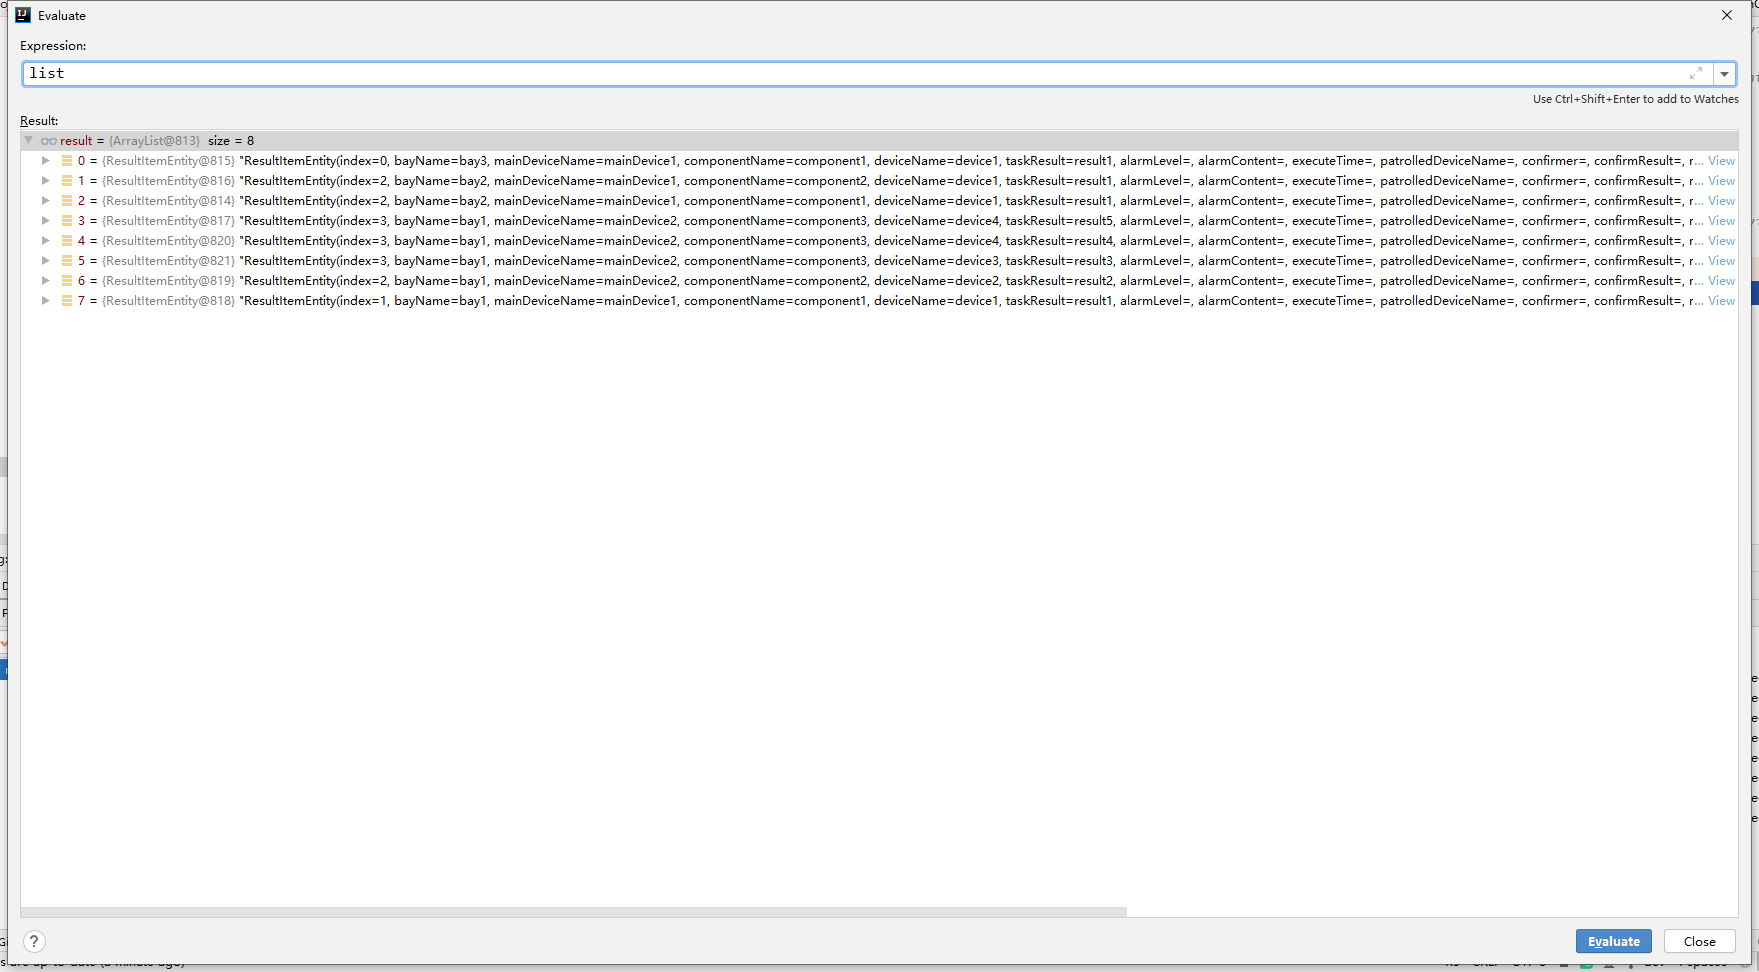 Evaluate
Expression:
list
Use Ctrl+Shift+Enter to add to Watches
Result:
result = {ArrayList@813} size = 8
0 = {ResultItemEntity@815} "ResultItemEntity(index=0, bayName=bay3, mainDeviceName=mainDevice1, componentName=component1, deviceName=device1, taskResult=result1, alarmLevel=, alarmContent=, executeTime=, patrolledDeviceName=, confirmer=, confirmResult=, r... View
1 = {ResultItemEntity@816} "ResultItemEntity(index=2, bayName=bay2, mainDeviceName=mainDevice1, componentName=component2, deviceName=device1, taskResult=result1, alarmLevel=, alarmContent=, executeTime=, patrolledDeviceName=, confirmer=, confirmResult=, r... View
2 = {ResultItemEntity@814} "ResultItemEntity(index=2, bayName=bay2, mainDeviceName=mainDevice1, componentName=component1, deviceName=device1, taskResult=result1, alarmLevel=, alarmContent=, executeTime=, patrolledDeviceName=, confirmer=, confirmResult=, r... View
3 = {ResultItemEntity@817} "ResultItemEntity(index=3, bayName=bay1, mainDeviceName=mainDevice2, componentName=component3, deviceName=device4, taskResult=result5, alarmLevel=, alarmContent=, executeTime=, patrolledDeviceName=, confirmer=, confirmResult=, r... View
4 = {ResultItemEntity@820} "ResultItemEntity(index=3, bayName=bay1, mainDeviceName=mainDevice2, componentName=component3, deviceName=device4, taskResult=result4, alarmLevel=, alarmContent=, executeTime=, patrolledDeviceName=, confirmer=, confirmResult=, r... View
5 = {ResultItemEntity@821} "ResultItemEntity(index=3, bayName=bay1, mainDeviceName=mainDevice2, componentName=component3, deviceName=device3, taskResult=result3, alarmLevel=, alarmContent=, executeTime=, patrolledDeviceName=, confirmer=, confirmResult=, r... View
6 = {ResultItemEntity@819} "ResultItemEntity(index=2, bayName=bay1, mainDeviceName=mainDevice2, componentName=component2, deviceName=device2, taskResult=result2, alarmLevel=, alarmContent=, executeTime=, patrolledDeviceName=, confirmer=, confirmResult=, r... View
7 = {ResultItemEntity@818} "ResultItemEntity(index=1, bayName=bay1, mainDeviceName=mainDevice1, componentName=component1, deviceName=device1, taskResult=result1, alarmLevel=, alarmContent=, executeTime=, patrolledDeviceName=, confirmer=, confirmResult=, r... View
? Evaluate Close